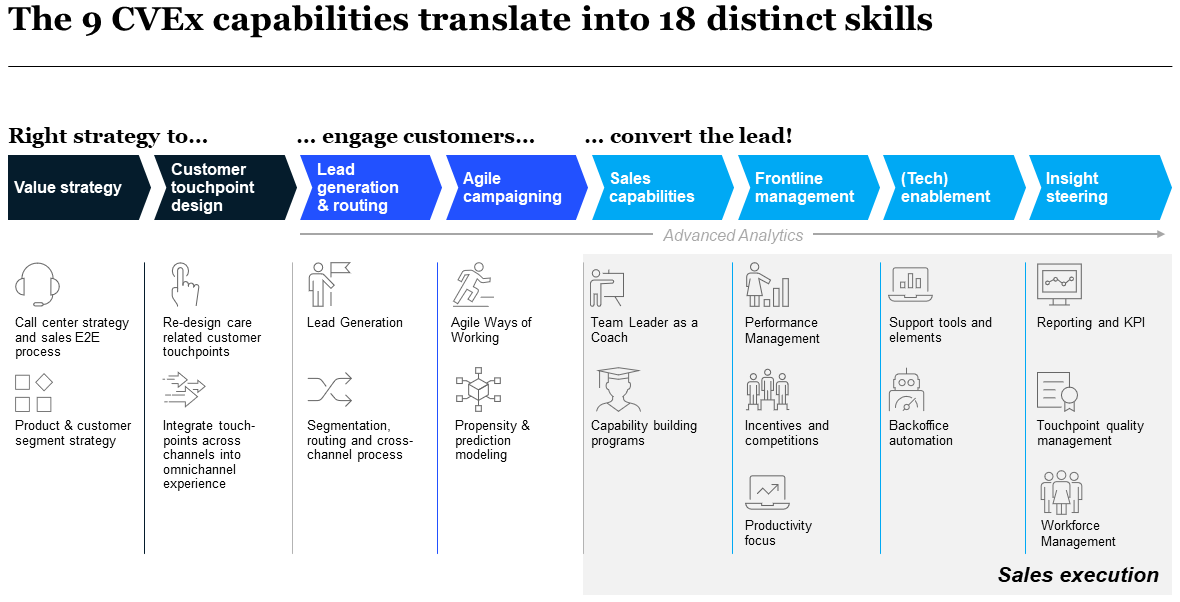 The 9 CVEx capabilities translate into 18 distinct skills
Right strategy to...
... engage customers...
... convert the lead!
Value strategy
Customer
touchpoint
design
Lead
generation
& routing
Agile
campaigning
Sales
capabilities
Frontline
management
(Tech)
enablement
Insight
steering
Advanced Analytics
Call center strategy
and sales E2E
process
Product & customer
segment strategy
Re-design care
related customer
touchpoints
Integrate touch-
points across
channels into
omnichannel
experience
Lead Generation
Segmentation,
routing and cross-
channel process
Agile Ways of
Working
Propensity &
prediction
modeling
Team Leader as a
Coach
Capability building
programs
Performance
Management
Incentives and
competitions
Productivity
focus
Support tools and
elements
Backoffice
automation
Reporting and KPI
Touchpoint quality
management
Workforce
Management
Sales execution